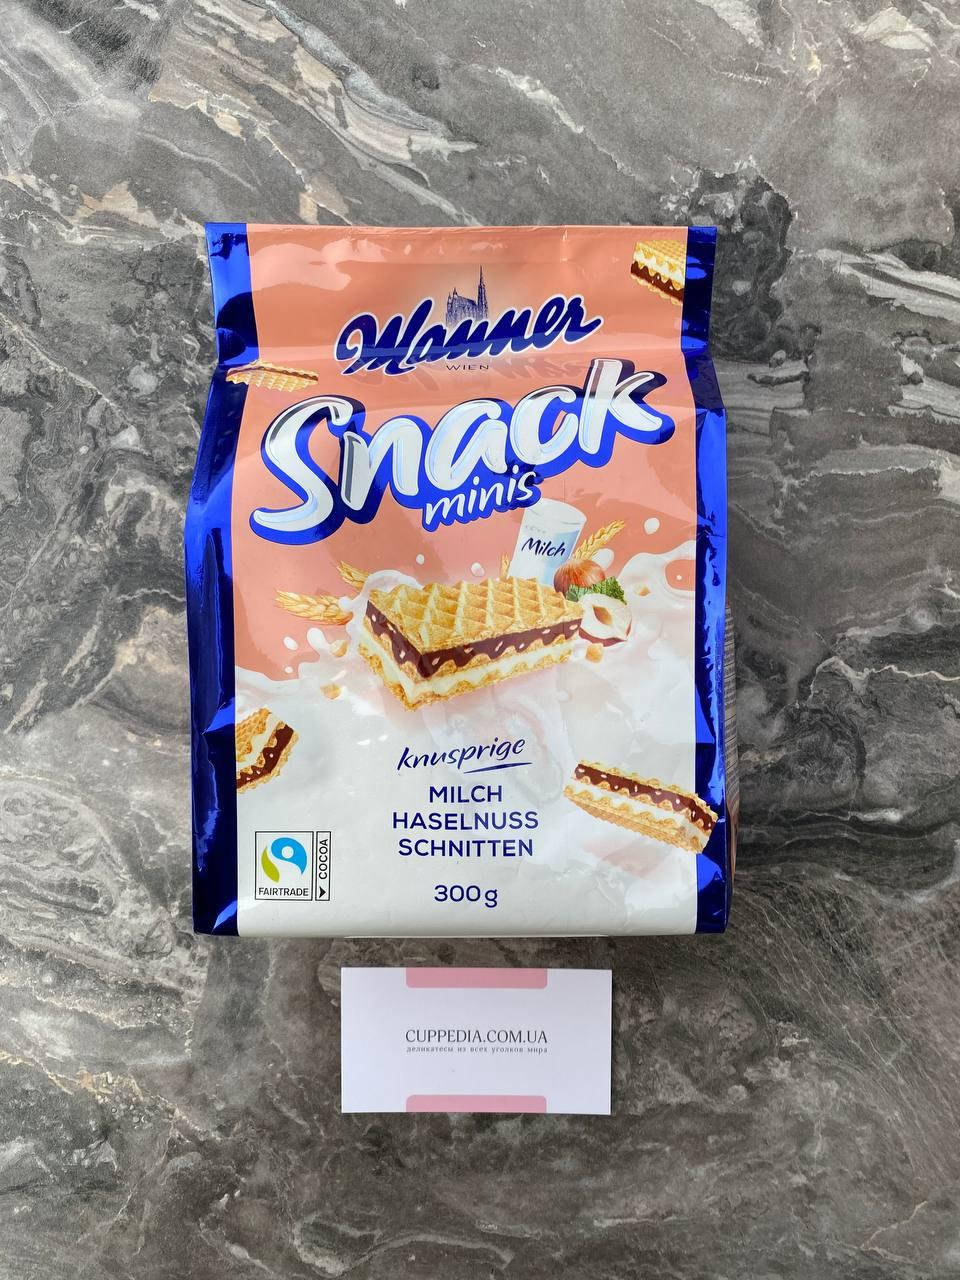 Manner
WIEN
Snack
minis
Milch
knusprige
MILCH
HASELNUSS
SCHNITTEN
300g
FAIRTRADE
COCOA
CUPPEDIA.COM.UA
деликатесы из всех уголков мира